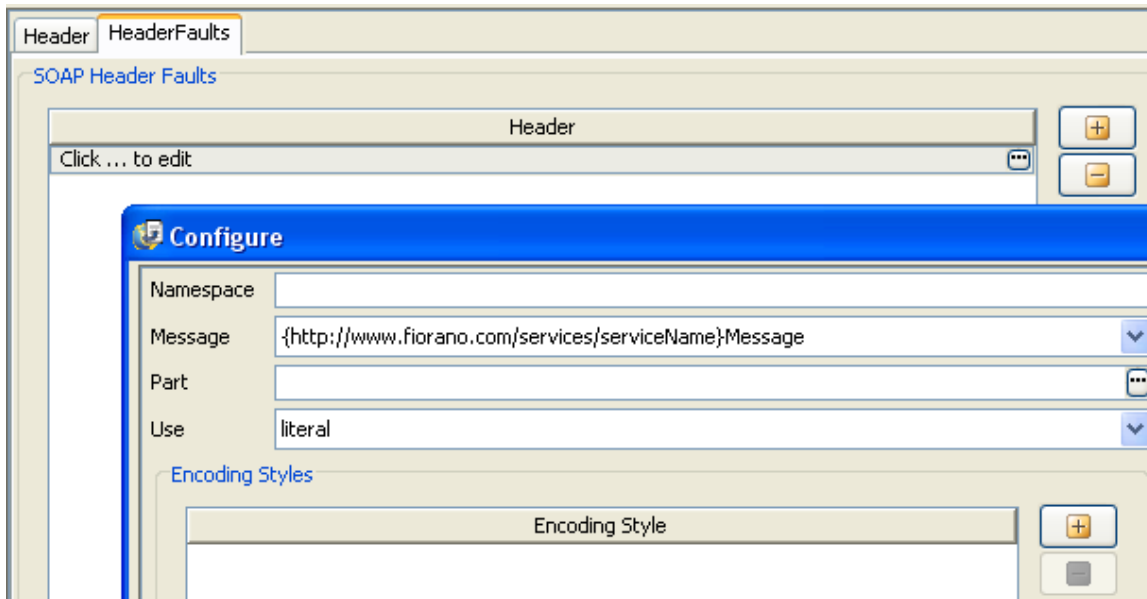 Header HeaderFaults
SOAP Header Faults
Header
Click ... to edit
Configure
Namespace
Message {http://www.fiorano.com/services/serviceName}Message
Part
Use literal
Encoding Styles
Encoding Style